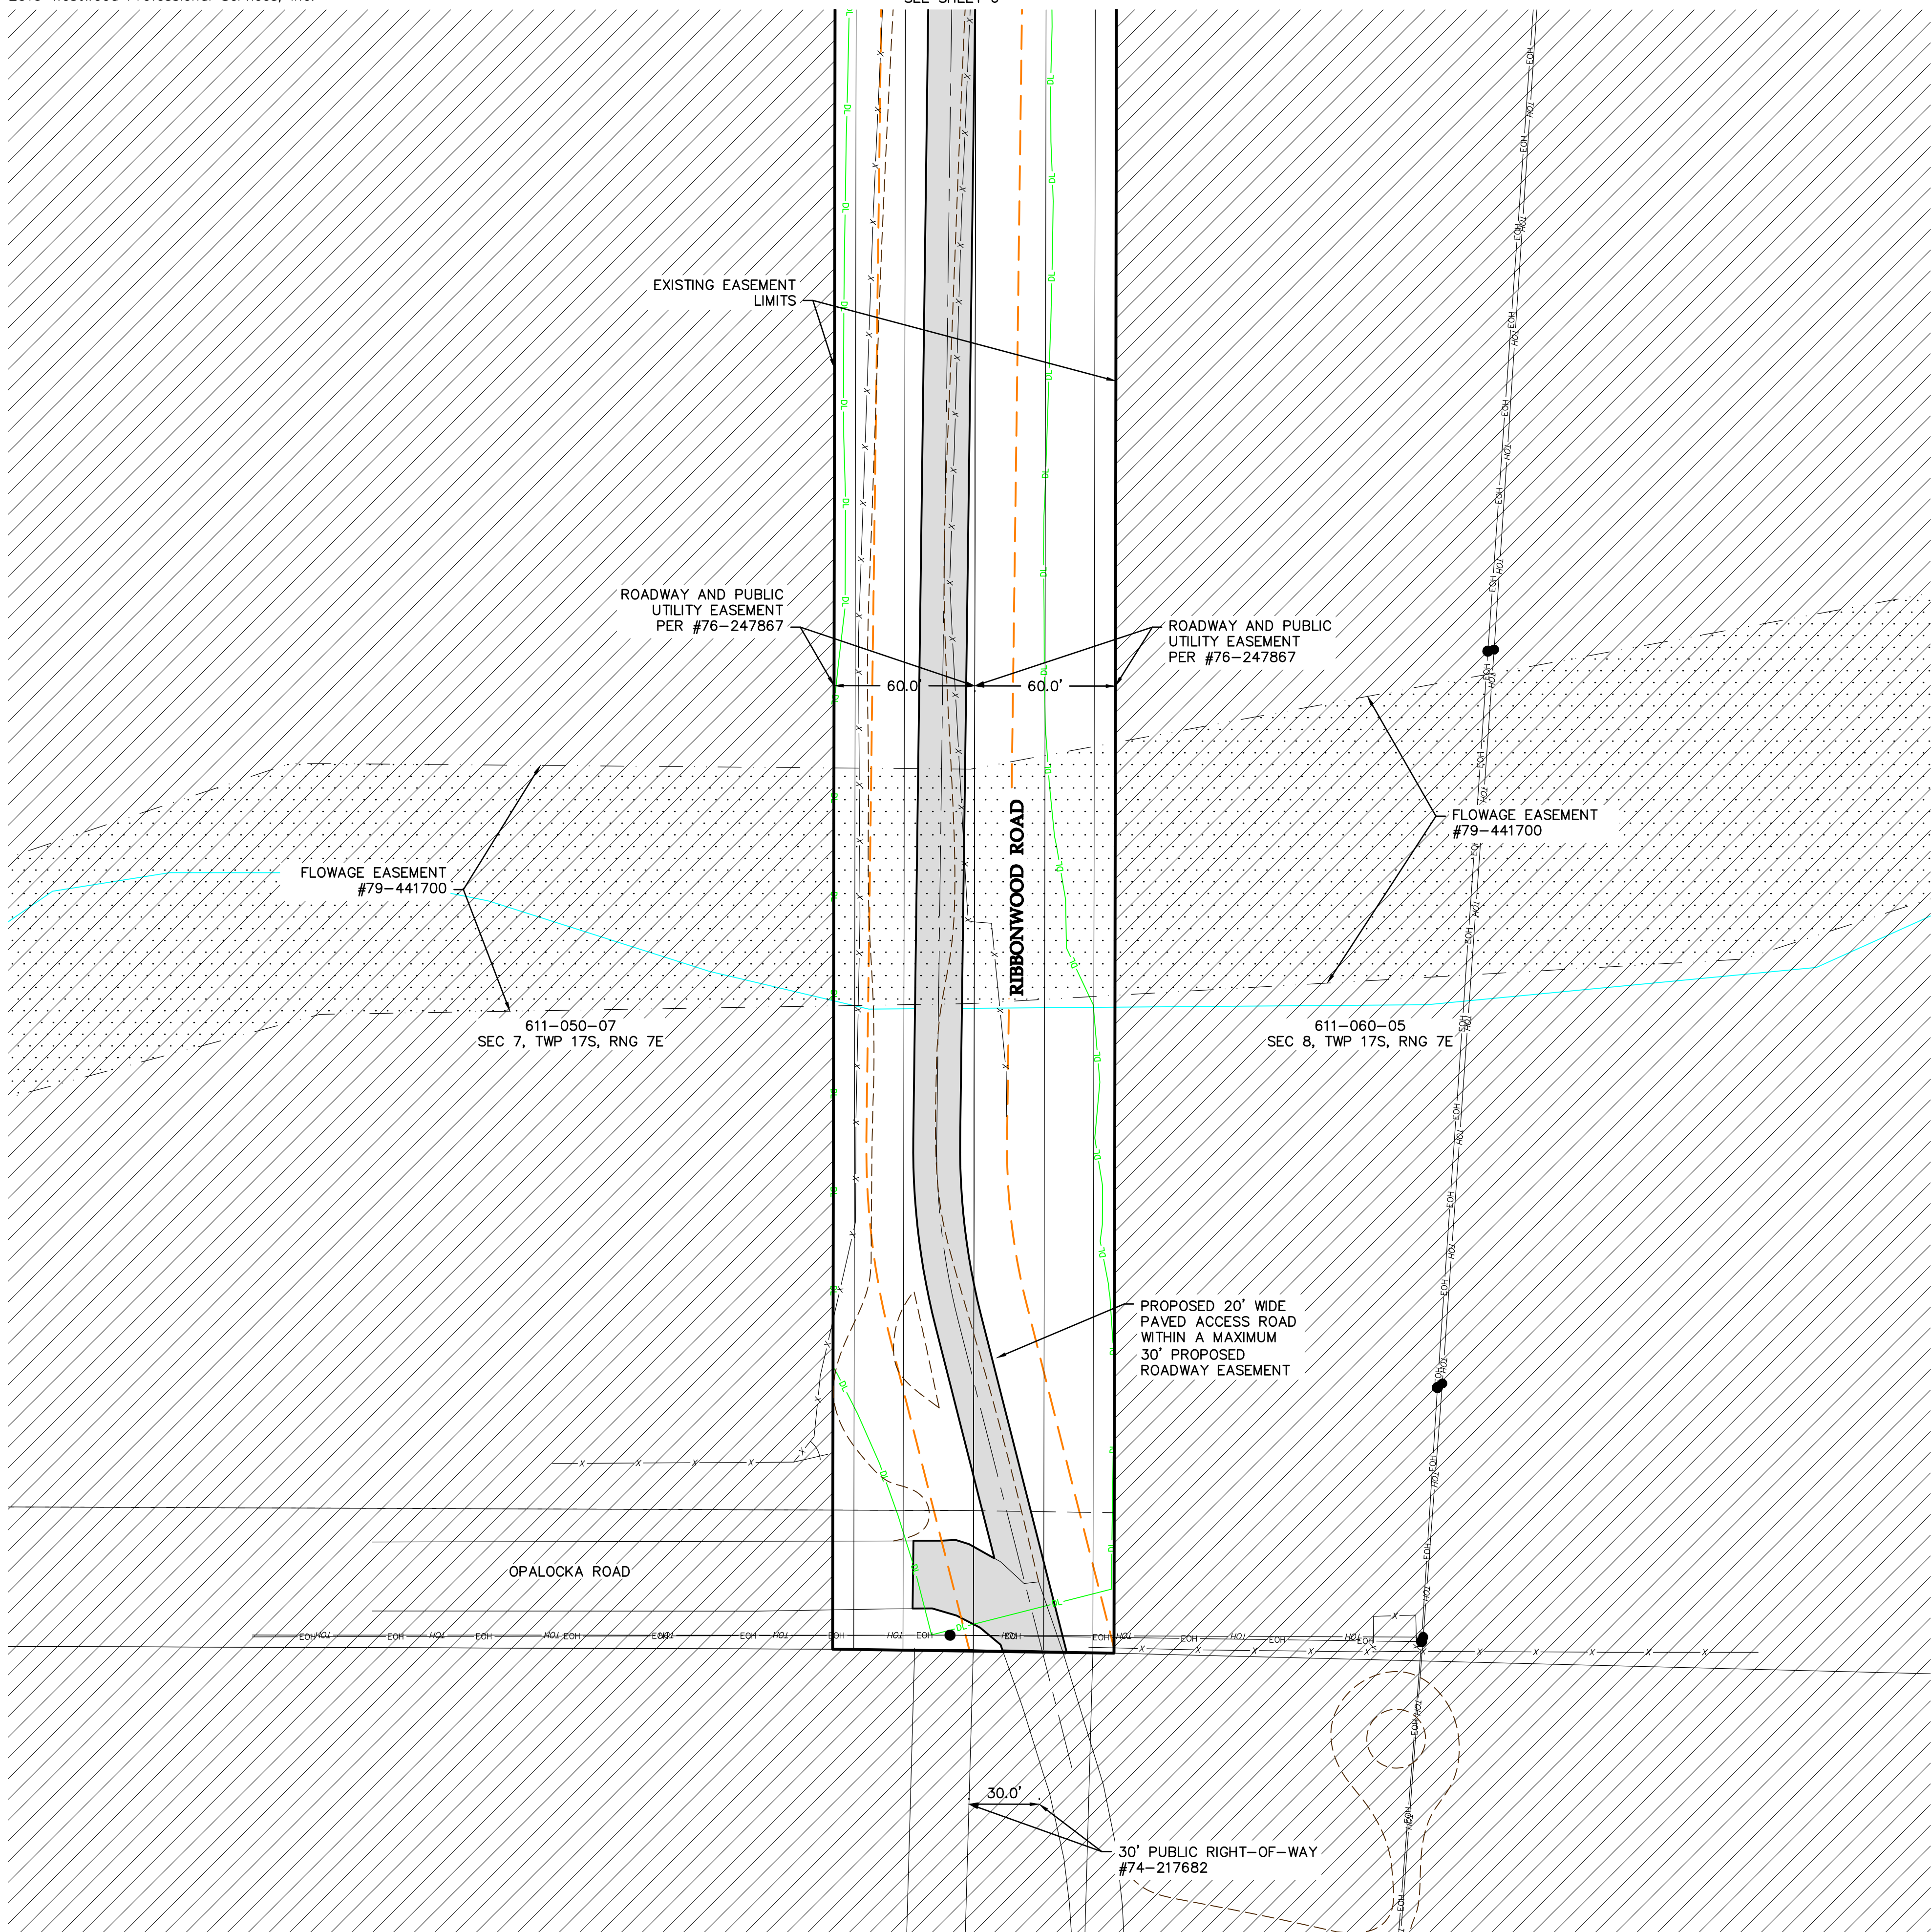 EXISTING EASEMENT
LIMITS
ROADWAY AND PUBLIC
UTILITY EASEMENT
PER #76-247867
ROADWAY AND PUBLIC
UTILITY EASEMENT
PER #76-247867
60.0'
60.0'
RIBBONWOOD ROAD
FLOWAGE EASEMENT
#79-441700
FLOWAGE EASEMENT
#79-441700
611-050-07
SEC 7, TWP 17S, RNG 7E
611-060-05
SEC 8, TWP 17S, RNG 7E
PROPOSED 20' WIDE
PAVED ACCESS ROAD
WITHIN A MAXIMUM
30' PROPOSED
ROADWAY EASEMENT
OPALOCKA ROAD
30.0'
30' PUBLIC RIGHT-OF-WAY
#74-217682